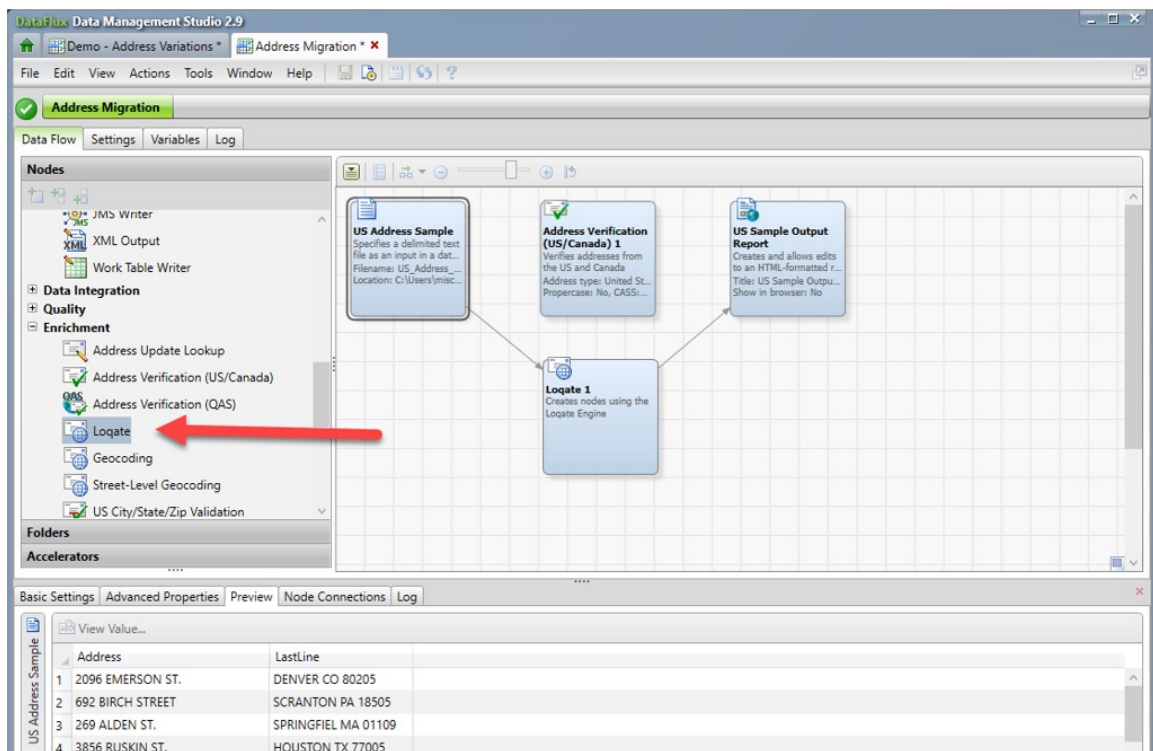 DataFlux Data Management Studio 2.9
Demo - Address Variations *
Address Migration *
File Edit View Actions Tools Window Help
Address Migration
Data Flow Settings Variables Log
Nodes
JMS Writer
XML Output
Work Table Writer
Data Integration
Quality
Enrichment
Address Update Lookup
Address Verification (US/Canada)
QAS Address Verification (QAS)
Loqate
Geocoding
Street-Level Geocoding
US City/State/Zip Validation
Folders
Accelerators
US Address Sample
Specifies a delimited text
file as an input in a dat...
Filename: US_Address_...
Location: C:\Users\misc...
Address Verification
(US/Canada) 1
Verifies addresses from
the US and Canada
Address type: United St...
Propercase: No, CASS:...
US Sample Output
Report
Creates and allows edits
to an HTML-formatted r...
Title: US Sample Outpu...
Show in browser: No
Loqate 1
Creates nodes using the
Loqate Engine
Basic Settings Advanced Properties Preview Node Connections Log
US Address Sample
View Value...
Address LastLine
1 2096 EMERSON ST. DENVER CO 80205
2 692 BIRCH STREET SCRANTON PA 18505
3 269 ALDEN ST. SPRINGFIEL MA 01109
4 3856 RUSKIN ST. HOUSTON TX 77005